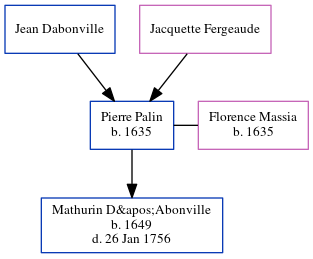 Jean Dabonville
Jacquette Fergeaude
Pierre Palin
b. 1635
Florence Massia
b. 1635
Mathurin D&apos;Abonville
b. 1649
d. 26 Jan 1756